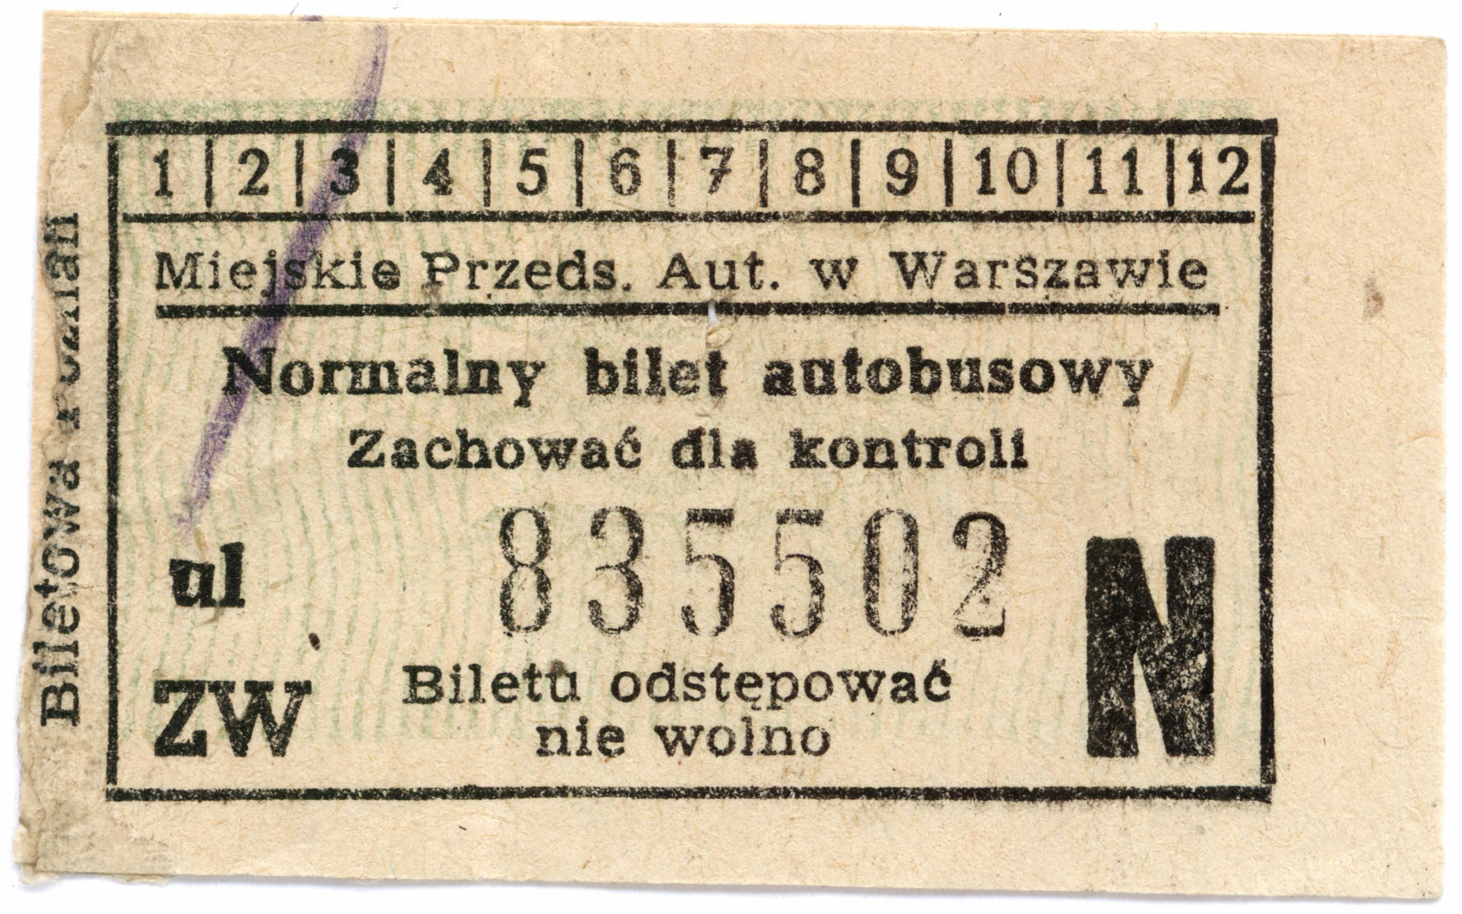 1 | 2 | 3 | 4 | 5 | 6 | 7 | 8 | 9 | 10 | 11 | 12
Miejskie Przeds. Aut. w Warszawie
Normalny bilet autobusowy
Zachować dla kontroli
ul
835502
ZW
Biletu odstępować
nie wolno
N
Biletowa Poznań